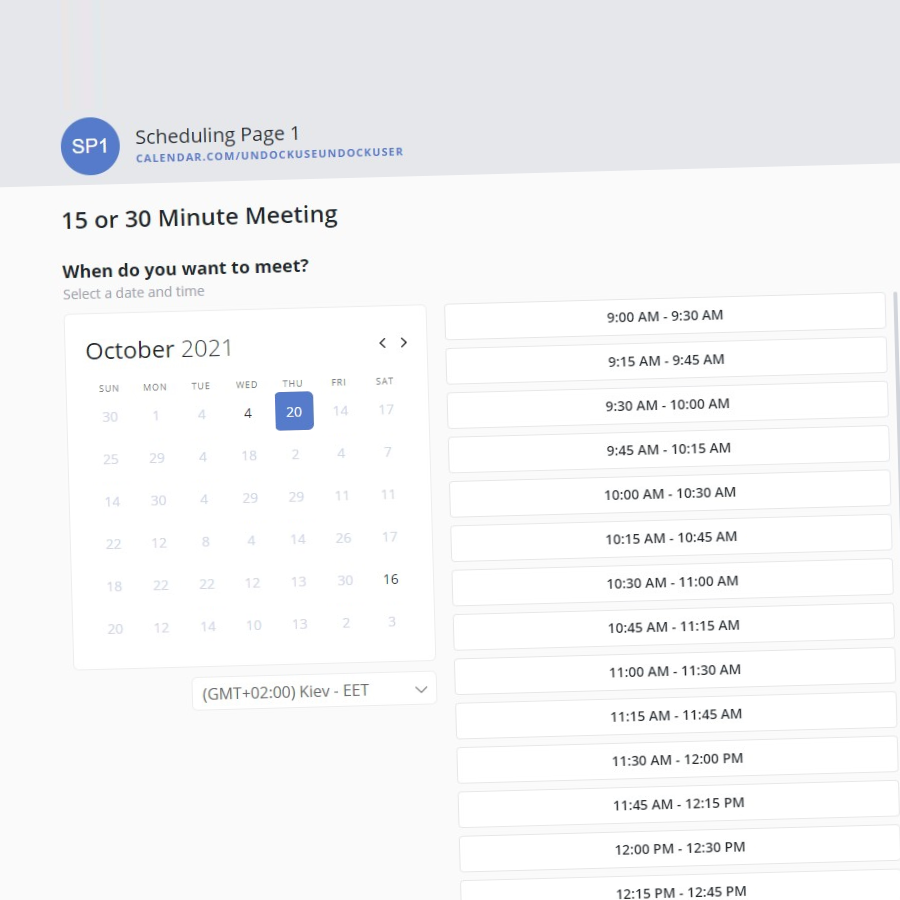 SP1
Scheduling Page 1
CALENDAR.COM/UNDOCKUSEUNDOCKUSER
15 or 30 Minute Meeting
When do you want to meet?
Select a date and time
October 2021
SUN MON TUE WED THU FRI SAT
30 1 4 4 20 14 17
25 29 4 18 2 4 7
14 30 4 29 29 11 11
22 12 8 4 14 26 17
18 22 22 12 13 30 16
20 12 14 10 13 2 3
(GMT+02:00) Kiev - EET
9:00 AM - 9:30 AM
9:15 AM - 9:45 AM
9:30 AM - 10:00 AM
9:45 AM - 10:15 AM
10:00 AM - 10:30 AM
10:15 AM - 10:45 AM
10:30 AM - 11:00 AM
10:45 AM - 11:15 AM
11:00 AM - 11:30 AM
11:15 AM - 11:45 AM
11:30 AM - 12:00 PM
11:45 AM - 12:15 PM
12:00 PM - 12:30 PM
12:15 PM - 12:45 PM